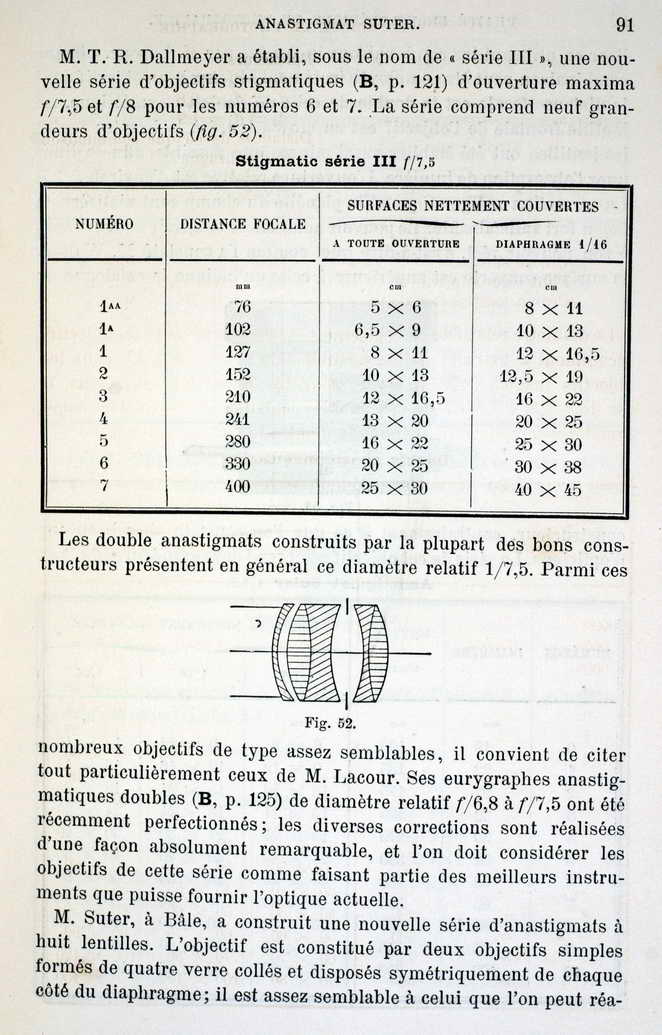 ANASTIGMAT SUTER. 91
M. T. R. Dallmeyer a établi, sous le nom de « série III », une nou-
velle série d'objectifs stigmatiques (B, p. 121) d'ouverture maxima
f/7,5 et f/8 pour les numéros 6 et 7. La série comprend neuf gran-
deurs d'objectifs (fig. 52).
Stigmatic série III f/7,5
NUMÉRO DISTANCE FOCALE SURFACES NETTEMENT COUVERTES
A TOUTE OUVERTURE DIAPHRAGME 1/16
mm cm cm
1AA 76 5 × 6 8 × 11
1A 102 6,5 × 9 10 × 13
1 127 8 × 11 12 × 16,5
2 152 10 × 13 12,5 × 19
3 210 12 × 16,5 16 × 22
4 241 13 × 20 20 × 25
5 280 16 × 22 25 × 30
6 330 20 × 25 30 × 38
7 400 25 × 30 40 × 45
Les double anastigmats construits par la plupart des bons cons-
tructeurs présentent en général ce diamètre relatif 1/7,5. Parmi ces
Fig. 52.
nombreux objectifs de type assez semblables, il convient de citer
tout particulièrement ceux de M. Lacour. Ses eurygraphes anastig-
matiques doubles (B, p. 125) de diamètre relatif f/6,8 à f/7,5 ont été
récemment perfectionnés; les diverses corrections sont réalisées
d'une façon absolument remarquable, et l'on doit considérer les
objectifs de cette série comme faisant partie des meilleurs instru-
ments que puisse fournir l'optique actuelle.
M. Suter, à Bâle, a construit une nouvelle série d'anastigmats à
huit lentilles. L'objectif est constitué par deux objectifs simples
formés de quatre verre collés et disposés symétriquement de chaque
côté du diaphragme; il est assez semblable à celui que l'on peut réa-